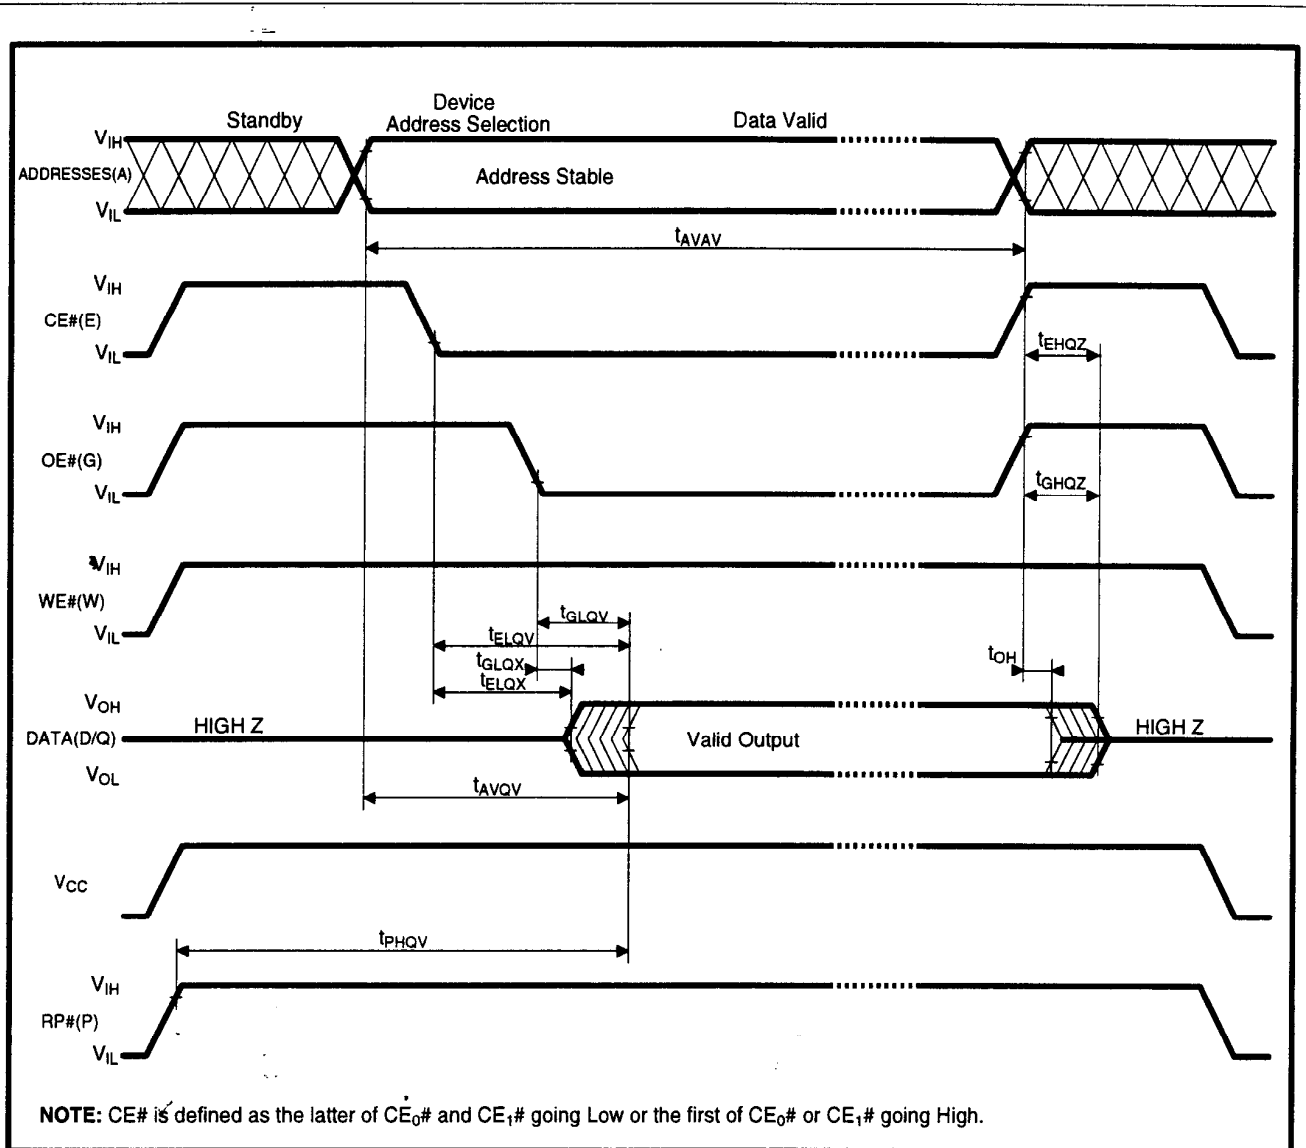 Standby
Device
Address Selection
Data Valid
VIH
ADDRESSES(A)
Address Stable
VIL
tAVAV
VIH
CE#(E)
VIL
tEHQZ
VIH
OE#(G)
VIL
tGHQZ
VIH
WE#(W)
VIL
tGLQV
tELQV
tGLQX
tOH
tELQX
VOH
HIGH Z
HIGH Z
DATA(D/Q)
Valid Output
VOL
tAVQV
VCC
tPHQV
VIH
RP#(P)
VIL
NOTE: CE# is defined as the latter of CE0# and CE1# going Low or the first of CE0# or CE1# going High.